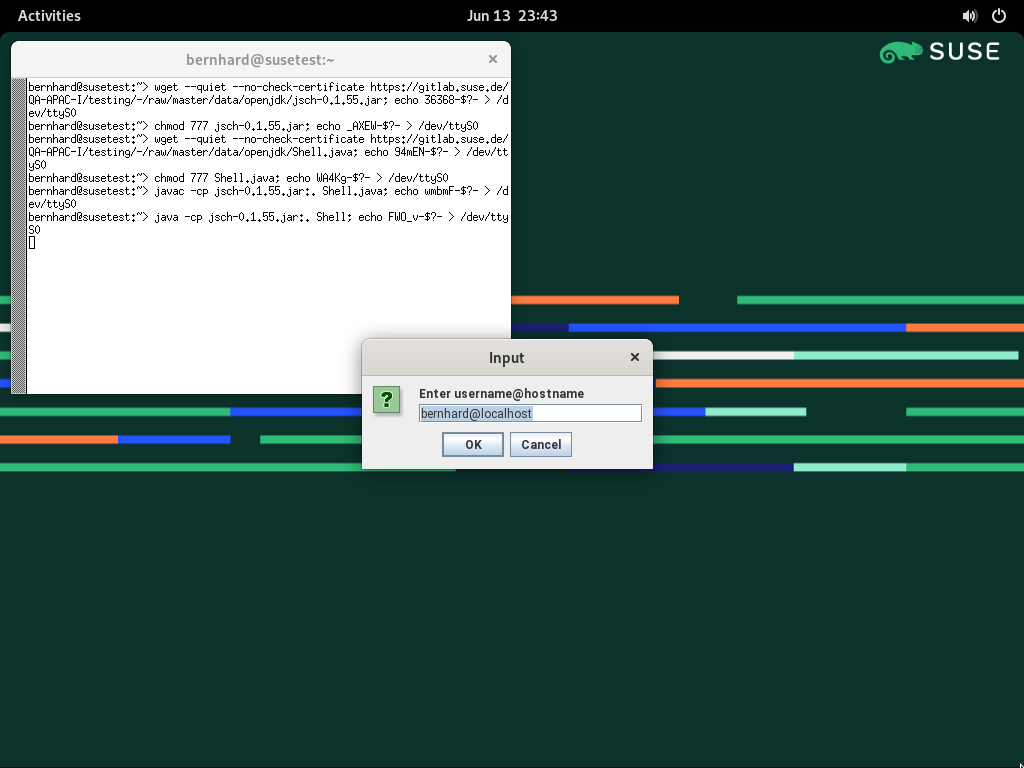 Activities
Jun 13 23:43
SUSE
bernhard@susetest:~
bernhard@susetest:~> wget --quiet --no-check-certificate https://gitlab.suse.de/
QA-APAC-I/testing/-/raw/master/data/openjdk/jsch-0.1.55.jar; echo 36368-$?- > /d
ev/ttyS0
bernhard@susetest:~> chmod 777 jsch-0.1.55.jar; echo _AXEW-$?- > /dev/ttyS0
bernhard@susetest:~> wget --quiet --no-check-certificate https://gitlab.suse.de/
QA-APAC-I/testing/-/raw/master/data/openjdk/Shell.java; echo 94mEN-$?- > /dev/tt
yS0
bernhard@susetest:~> chmod 777 Shell.java; echo WA4Kg-$?- > /dev/ttyS0
bernhard@susetest:~> javac -cp jsch-0.1.55.jar:. Shell.java; echo wmbmF-$?- > /d
ev/ttyS0
bernhard@susetest:~> java -cp jsch-0.1.55.jar:. Shell; echo FWO_v-$?- > /dev/tty
S0
Input
Enter username@hostname
bernhard@localhost
OK
Cancel